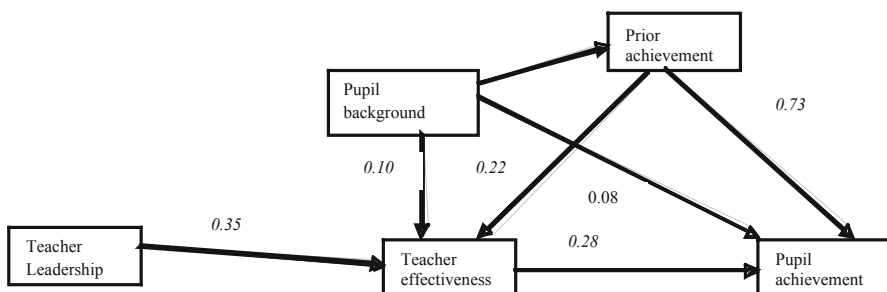 Prior
achievement
Pupil
background
0.73
0.10
0.22
0.08
0.35
0.28
Teacher
Leadership
Teacher
effectiveness
Pupil
achievement